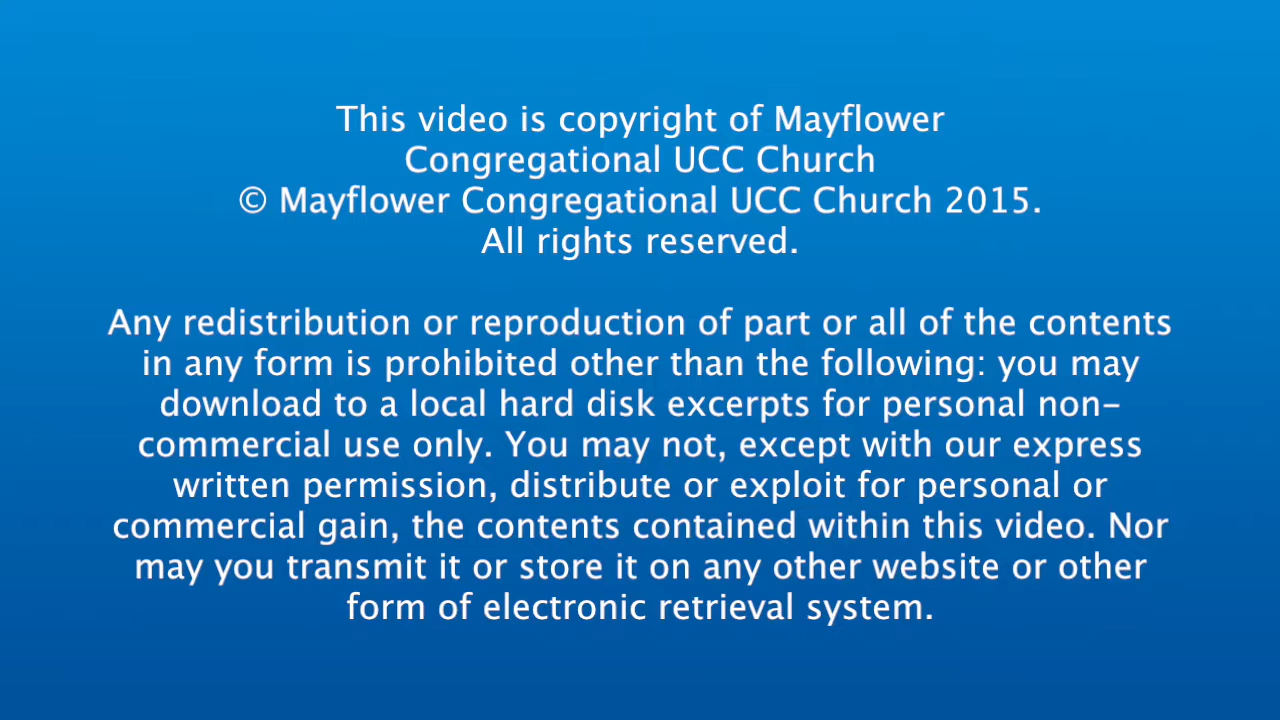 This video is copyright of Mayflower
Congregational UCC Church
© Mayflower Congregational UCC Church 2015.
All rights reserved.
Any redistribution or reproduction of part or all of the contents
in any form is prohibited other than the following: you may
download to a local hard disk excerpts for personal non-
commercial use only. You may not, except with our express
written permission, distribute or exploit for personal or
commercial gain, the contents contained within this video. Nor
may you transmit it or store it on any other website or other
form of electronic retrieval system.